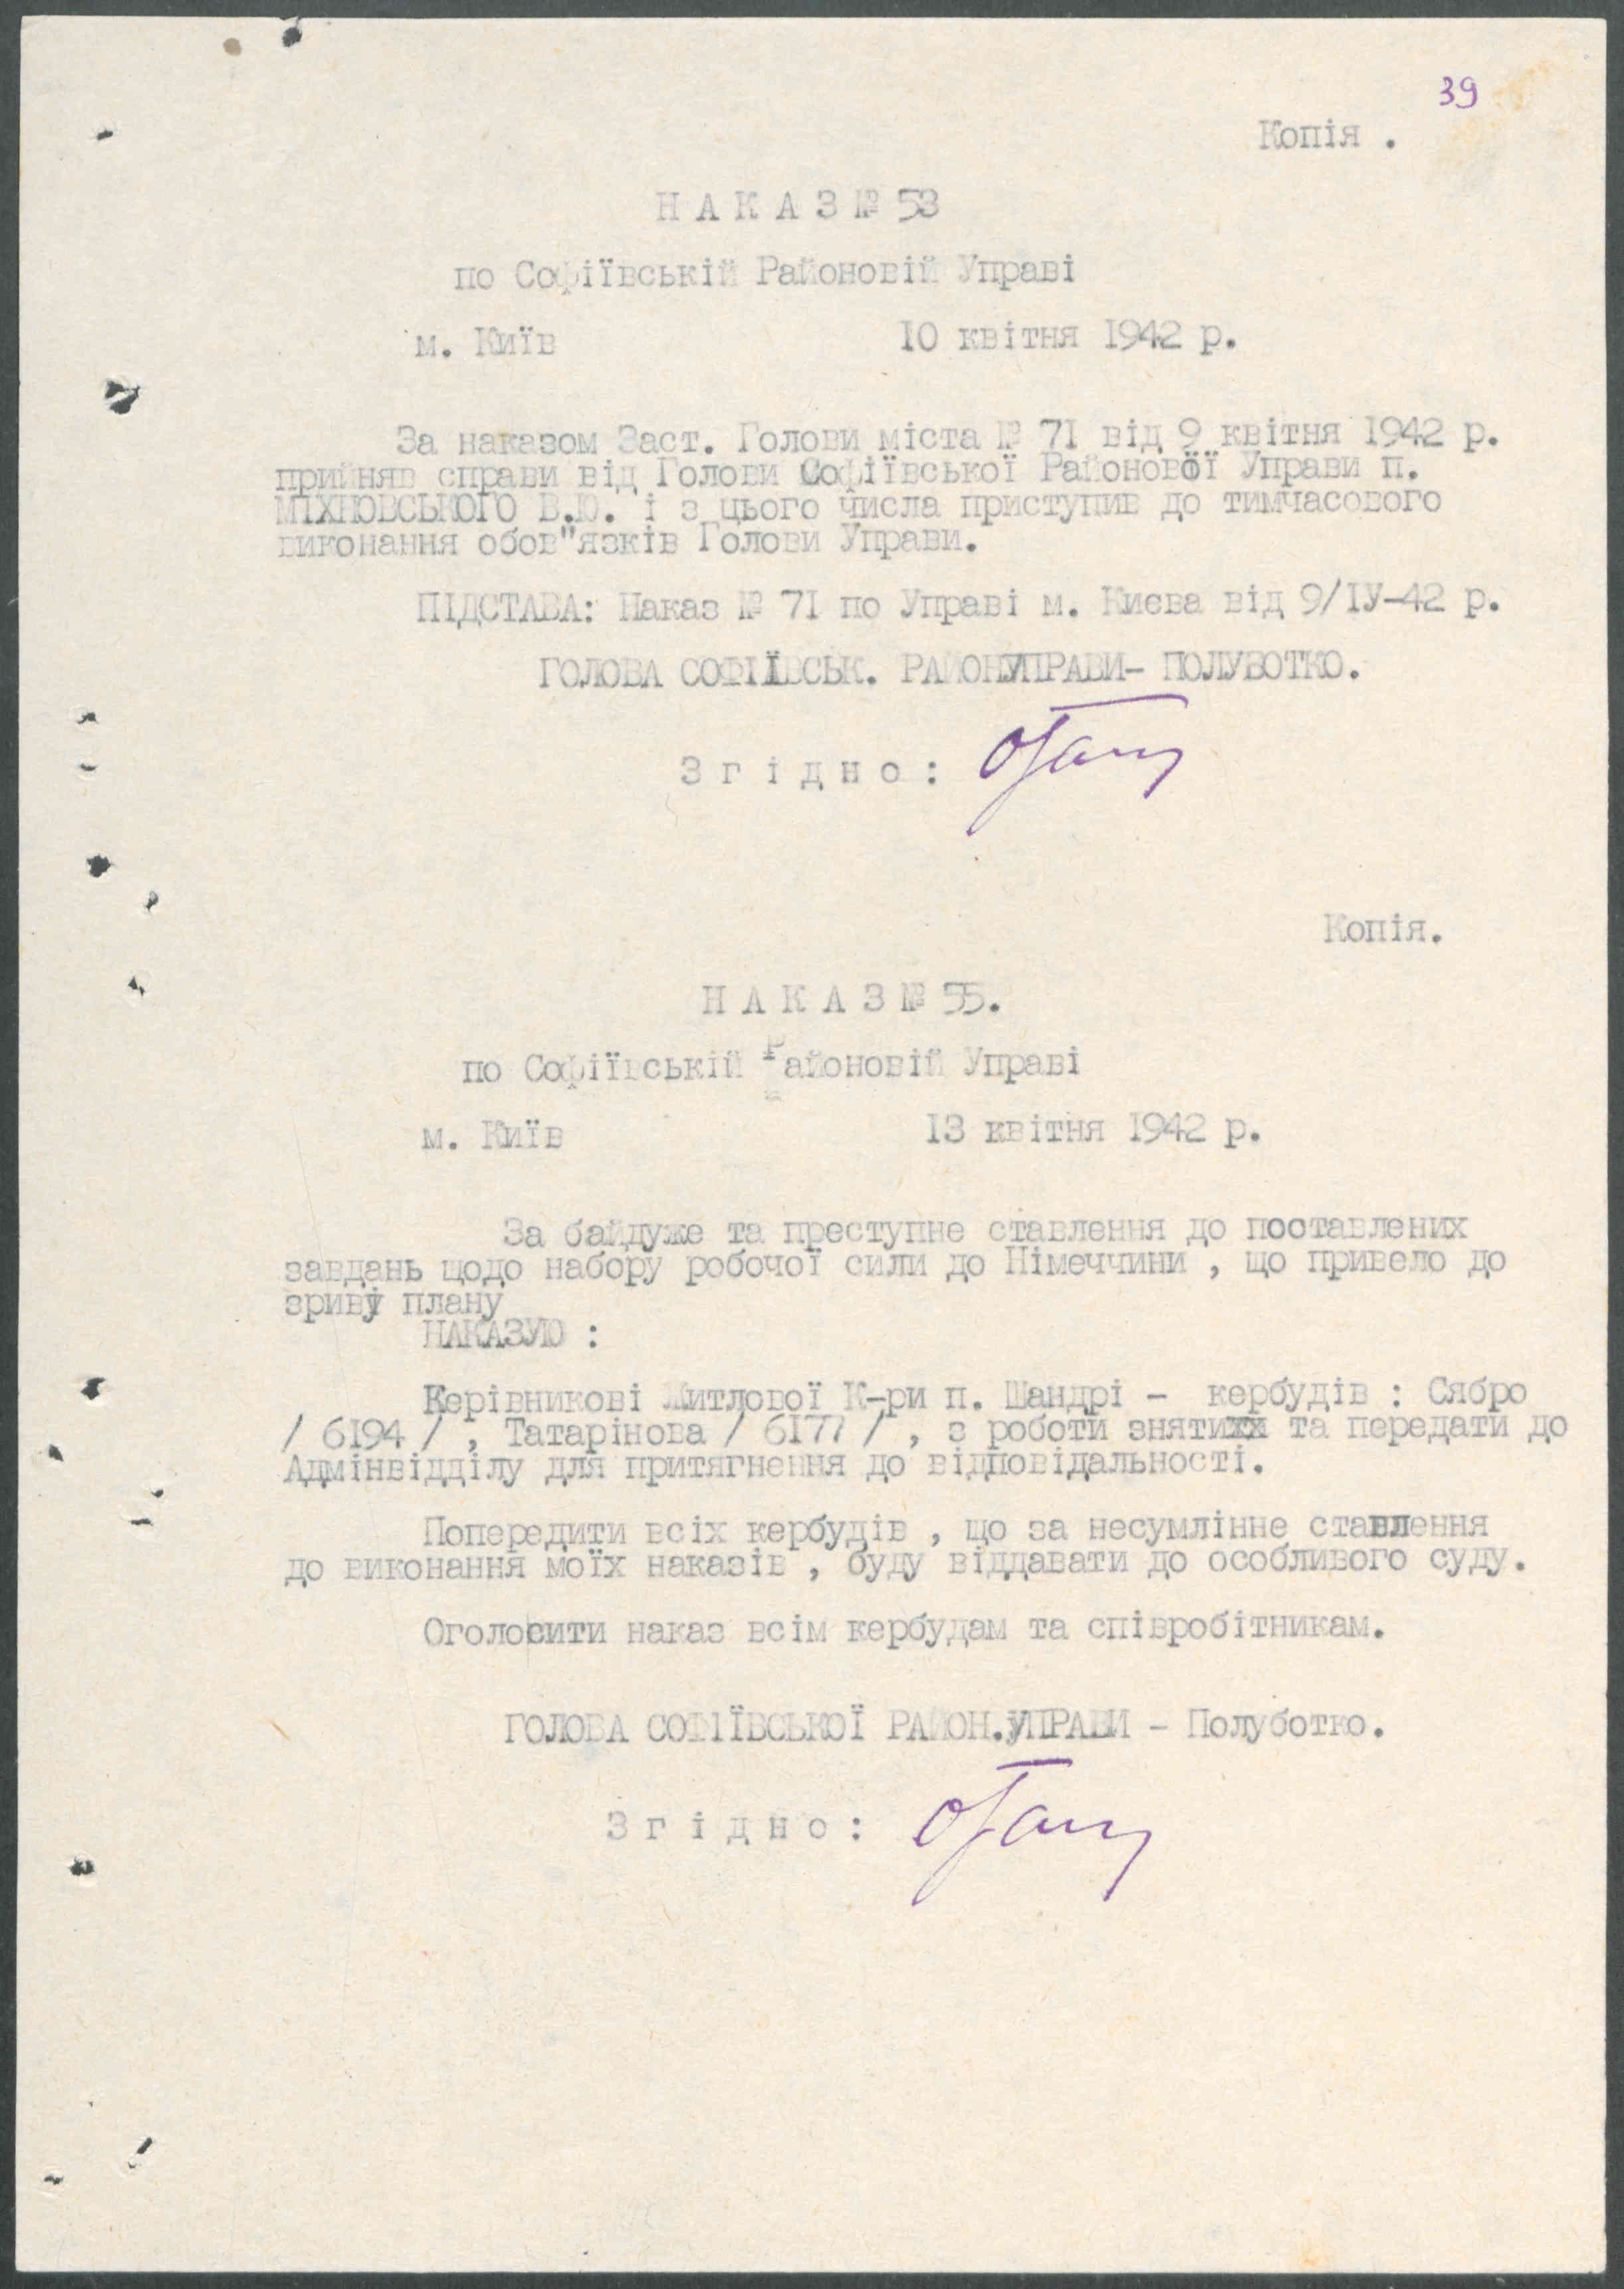 39
Копія .
Н А К А З № 53
по Софіївській Районовій Управі
м. Київ 10 квітня 1942 р.
За наказом Заст. Голови міста № 71 від 9 квітня 1942 р.
прийняв справи від Голови Софіївської Районової Управи п.
МІХНОВСЬКОГО В.Ю. і з цього числа приступив до тимчасового
виконання обов"язків Голови Управи.
ПІДСТАВА: Наказ № 71 по Управі м. Києва від 9/ІУ-42 р.
ГОЛОВА СОФІЇВСЬК. РАЙОНУПРАВИ- ПОЛУБОТКО.
З г і д н о :
Копія.
Н А К А З № 55.
по Софіївській Районовій Управі
м. Київ 13 квітня 1942 р.
За байдуже та преступне ставлення до поставлених
завдань щодо набору робочої сили до Німеччини , що привело до
зриву плану
НАКАЗУЮ :
Керівникові Житлової К-ри п. Шандрі - кербудів : Сябро
/ 6194 / , Татарінова / 6177 / , з роботи зняти та передати до
Адмінвідділу для притягнення до відповідальності.
Попередити всіх кербудів , що за несумлінне ставлення
до виконання моїх наказів , буду віддавати до особливого суду.
Оголосити наказ всім кербудам та співробітникам.
ГОЛОВА СОФІЇВСЬКОЇ РАЙОН.УПРАВИ - Полуботко.
З г і д н о :